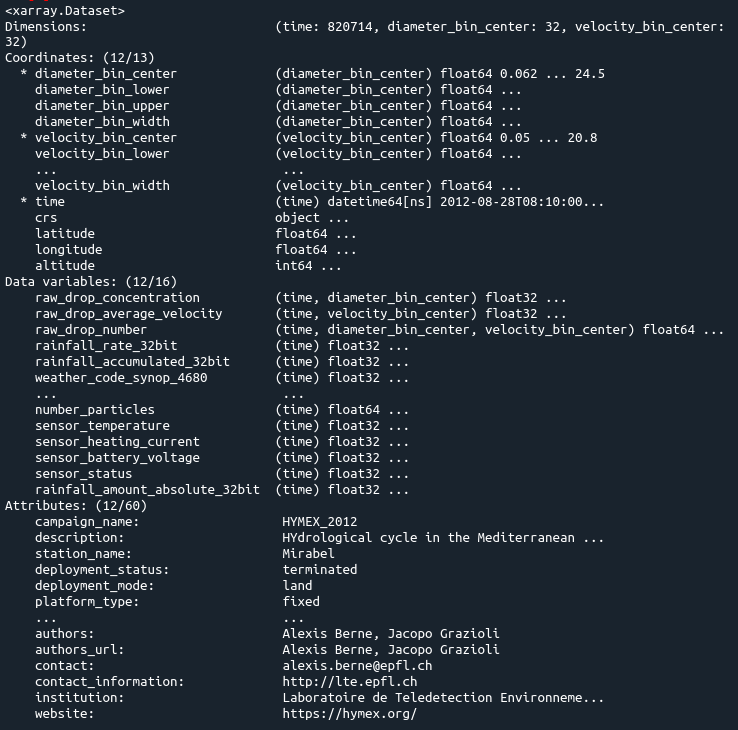 <xarray.Dataset>
Dimensions: (time: 820714, diameter_bin_center: 32, velocity_bin_center:
32)
Coordinates: (12/13)
* diameter_bin_center (diameter_bin_center) float64 0.062 ... 24.5
diameter_bin_lower (diameter_bin_center) float64 ...
diameter_bin_upper (diameter_bin_center) float64 ...
diameter_bin_width (diameter_bin_center) float64 ...
* velocity_bin_center (velocity_bin_center) float64 0.05 ... 20.8
velocity_bin_lower (velocity_bin_center) float64 ...
... ...
velocity_bin_width (velocity_bin_center) float64 ...
* time (time) datetime64[ns] 2012-08-28T08:10:00...
crs object ...
latitude float64 ...
longitude float64 ...
altitude int64 ...
Data variables: (12/16)
raw_drop_concentration (time, diameter_bin_center) float32 ...
raw_drop_average_velocity (time, velocity_bin_center) float32 ...
raw_drop_number (time, diameter_bin_center, velocity_bin_center) float64 ...
rainfall_rate_32bit (time) float32 ...
rainfall_accumulated_32bit (time) float32 ...
weather_code_synop_4680 (time) float32 ...
... ...
number_particles (time) float64 ...
sensor_temperature (time) float32 ...
sensor_heating_current (time) float32 ...
sensor_battery_voltage (time) float32 ...
sensor_status (time) float32 ...
rainfall_amount_absolute_32bit (time) float32 ...
Attributes: (12/60)
campaign_name: HYMEX_2012
description: HYdrological cycle in the Mediterranean ...
station_name: Mirabel
deployment_status: terminated
deployment_mode: land
platform_type: fixed
... ...
authors: Alexis Berne, Jacopo Grazioli
authors_url: Alexis Berne, Jacopo Grazioli
contact: alexis.berne@epfl.ch
contact_information: http://lte.epfl.ch
institution: Laboratoire de Teledetection Environneme...
website: https://hymex.org/